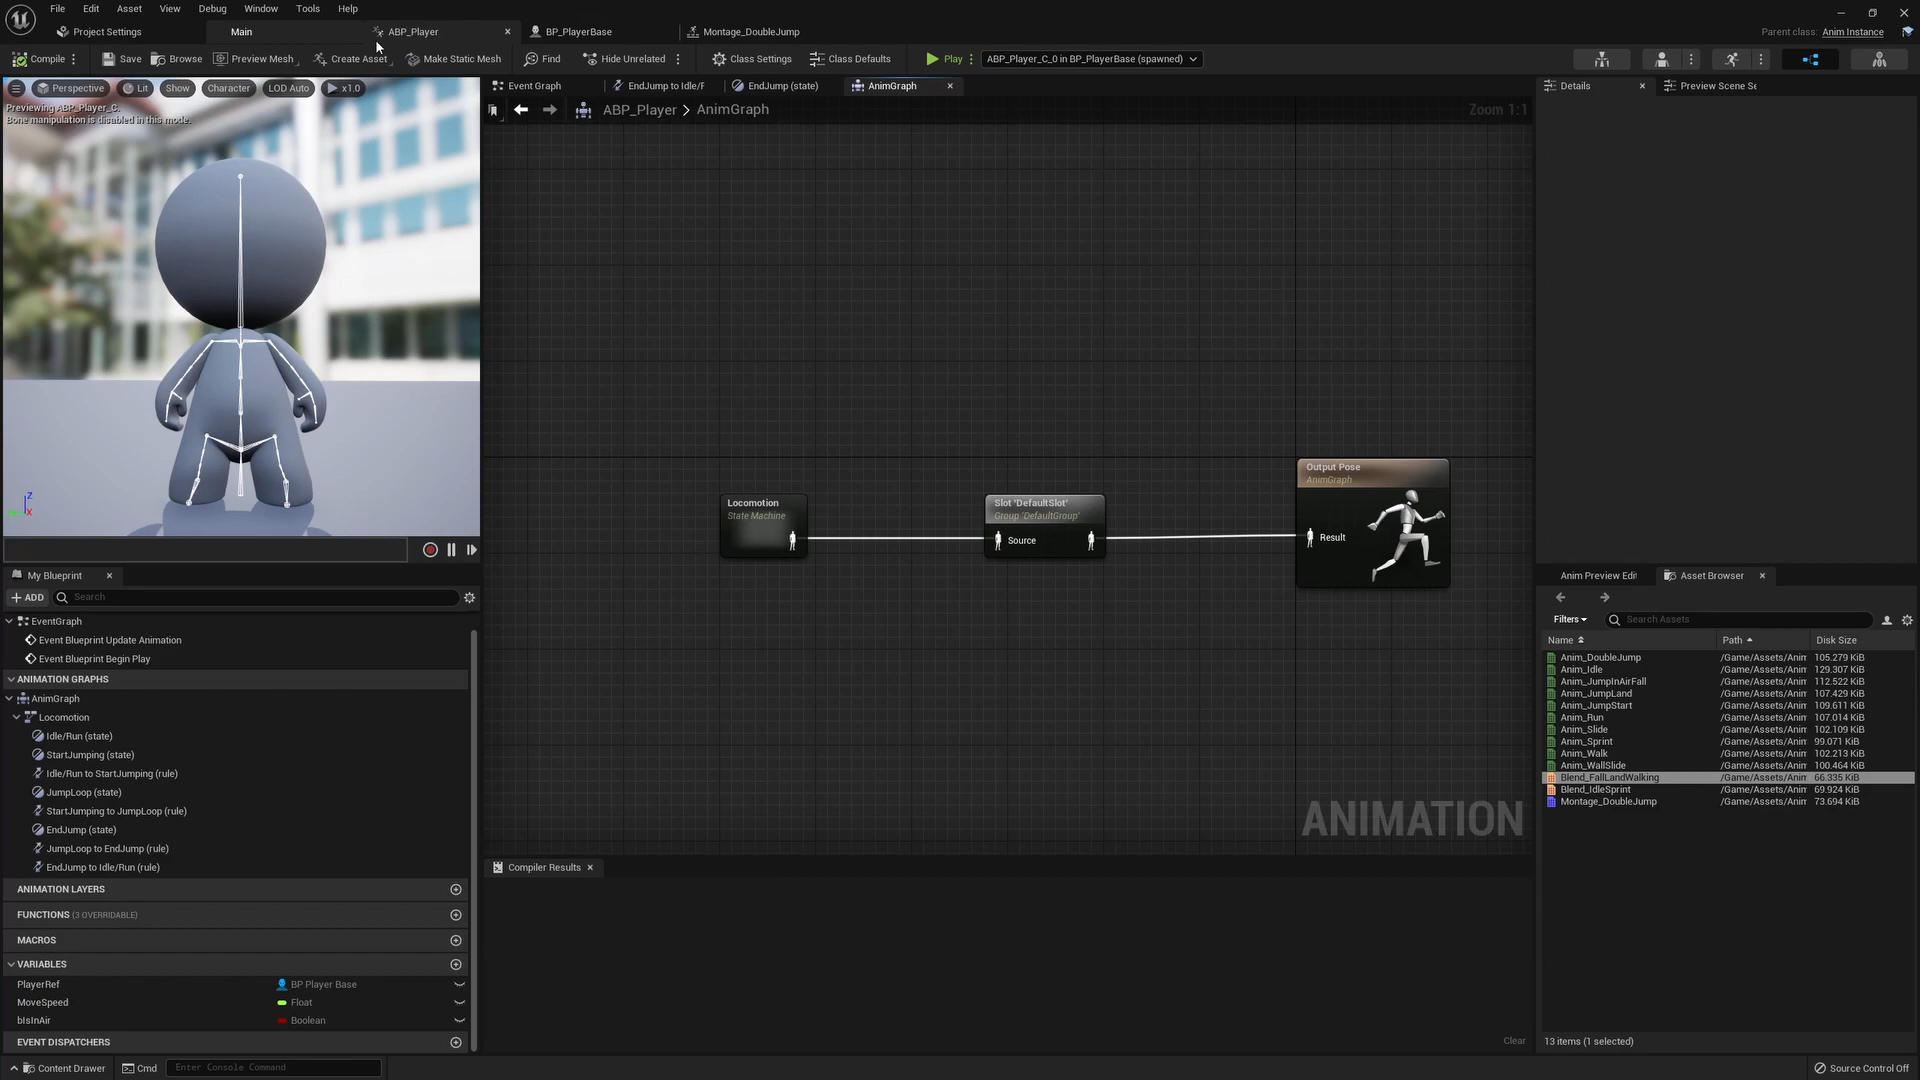 File Edit Asset View Debug Window Tools Help
Project Settings
Main
ABP_Player
BP_PlayerBase
Montage_DoubleJump
Parent class: Anim Instance
Compile
Save
Browse
Preview Mesh
Create Asset
Make Static Mesh
Find
Hide Unrelated
Class Settings
Class Defaults
Play
ABP_Player_C_0 in BP_PlayerBase (spawned)
Perspective
Lit
Show
Character
LOD Auto
x1.0
Previewing ABP_Player_C.
Bone manipulation is disabled in this mode.
Z
X
Event Graph
EndJump to Idle/F
EndJump (state)
AnimGraph
ABP_Player > AnimGraph
Zoom 1:1
Locomotion
State Machine
Slot 'DefaultSlot'
Group 'DefaultGroup'
Source
Output Pose
AnimGraph
Result
ANIMATION
Compiler Results
Clear
My Blueprint
+ ADD
Search
EventGraph
Event Blueprint Update Animation
Event Blueprint Begin Play
ANIMATION GRAPHS
AnimGraph
Locomotion
Idle/Run (state)
StartJumping (state)
Idle/Run to StartJumping (rule)
JumpLoop (state)
StartJumping to JumpLoop (rule)
EndJump (state)
JumpLoop to EndJump (rule)
EndJump to Idle/Run (rule)
ANIMATION LAYERS
FUNCTIONS (3 OVERRIDABLE)
MACROS
VARIABLES
PlayerRef BP Player Base
MoveSpeed Float
bIsInAir Boolean
EVENT DISPATCHERS
Details
Preview Scene Se
Anim Preview Edit
Asset Browser
Filters
Search Assets
Name Path Disk Size
Anim_DoubleJump /Game/Assets/Anim 105.279 KiB
Anim_Idle /Game/Assets/Anim 129.307 KiB
Anim_JumpInAirFall /Game/Assets/Anim 112.522 KiB
Anim_JumpLand /Game/Assets/Anim 107.429 KiB
Anim_JumpStart /Game/Assets/Anim 109.611 KiB
Anim_Run /Game/Assets/Anim 107.014 KiB
Anim_Slide /Game/Assets/Anim 102.109 KiB
Anim_Sprint /Game/Assets/Anim 99.071 KiB
Anim_Walk /Game/Assets/Anim 102.213 KiB
Anim_WallSlide /Game/Assets/Anim 100.464 KiB
Blend_FallLandWalking /Game/Assets/Anim 66.335 KiB
Blend_IdleSprint /Game/Assets/Anim 69.924 KiB
Montage_DoubleJump /Game/Assets/Anim 73.694 KiB
13 items (1 selected)
Content Drawer
Cmd
Enter Console Command
Source Control Off